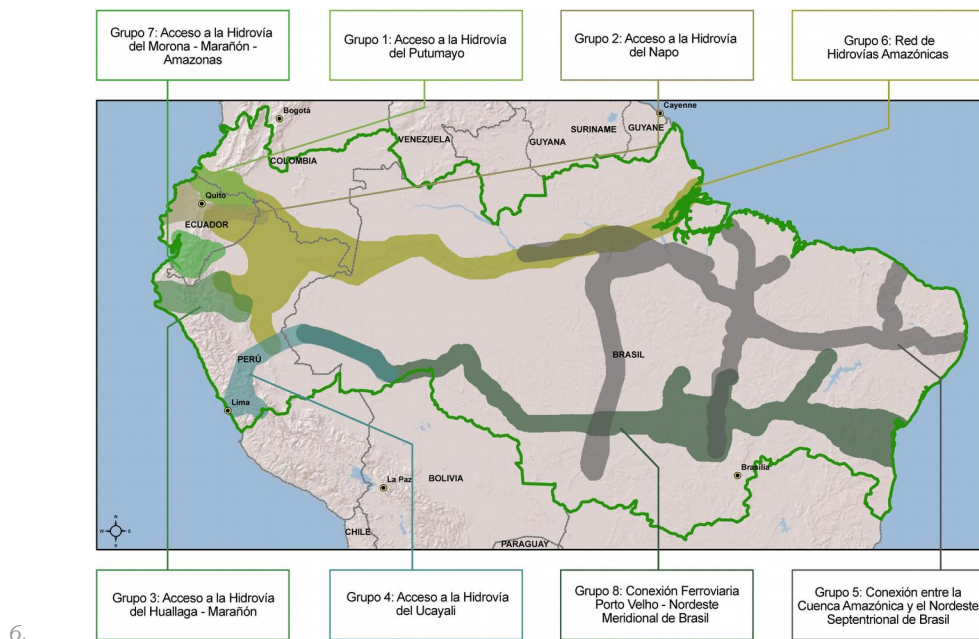 Grupo 7: Acceso a la Hidrovía
del Morona - Marañón -
Amazonas
Grupo 1: Acceso a la Hidrovía
del Putumayo
Grupo 2: Acceso a la Hidrovía
del Napo
Grupo 6: Red de
Hidrovías Amazónicas
Cayenne
Bogotá
VENEZUELA
GUYANA
SURINAME
GUYANE
COLOMBIA
Quito
ECUADOR
PERÚ
BRASIL
Lima
La Paz
BOLIVIA
Brasilia
CHILE
PARAGUAY
N
W
E
S
Grupo 3: Acceso a la Hidrovía
del Huallaga - Marañón
Grupo 4: Acceso a la Hidrovía
del Ucayali
Grupo 8: Conexión Ferroviaria
Porto Velho - Nordeste
Meridional de Brasil
Grupo 5: Conexión entre la
Cuenca Amazónica y el Nordeste
Septentrional de Brasil
6.